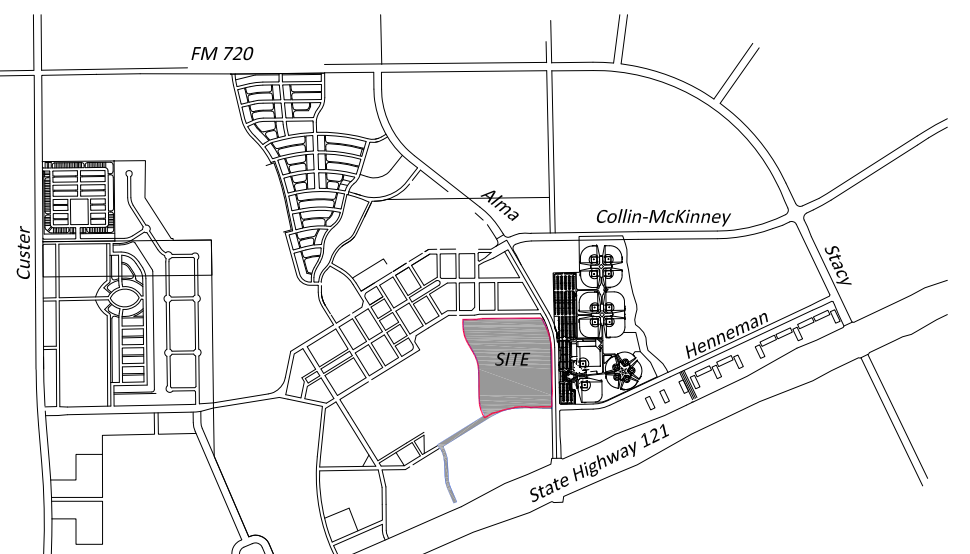 FM 720
Alma
Collin-McKinney
Custer
Stacy
Henneman
SITE
State Highway 121